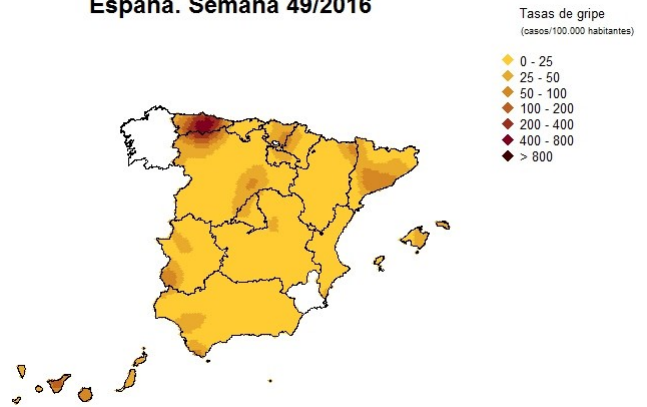 España. Semana 49/2016
Tasas de gripe
(casos/100.000 habitantes)
0 - 25
25 - 50
50 - 100
100 - 200
200 - 400
400 - 800
> 800